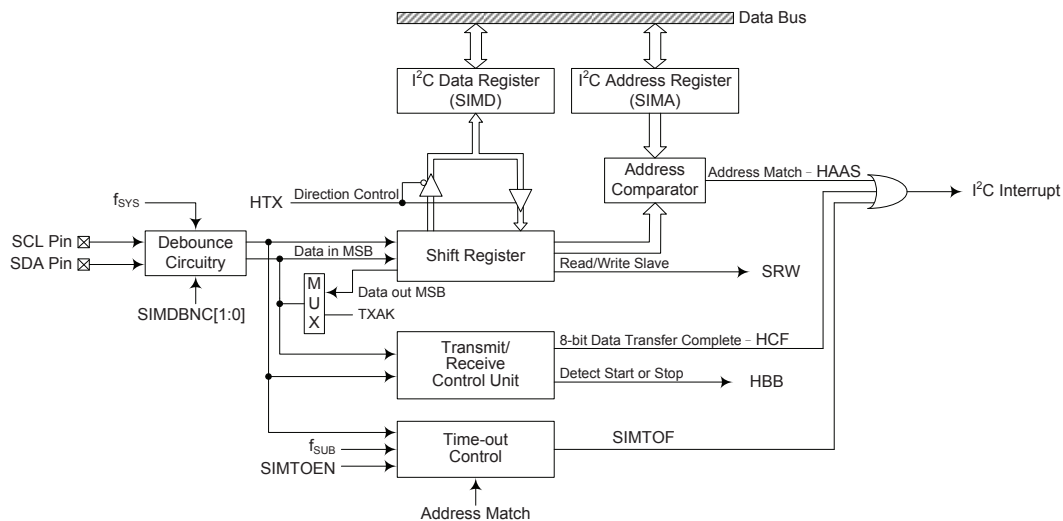 Data Bus
I²C Data Register
(SIMD)
I²C Address Register
(SIMA)
Address
Comparator
Address Match - HAAS
I²C Interrupt
HTX
Direction Control
fSYS
SCL Pin
SDA Pin
Debounce
Circuitry
Data in MSB
Shift Register
Read/Write Slave
SRW
SIMDBNC[1:0]
M
U
X
Data out MSB
TXAK
Transmit/
Receive
Control Unit
8-bit Data Transfer Complete - HCF
Detect Start or Stop
HBB
fSUB
SIMTOEN
Time-out
Control
SIMTOF
Address Match